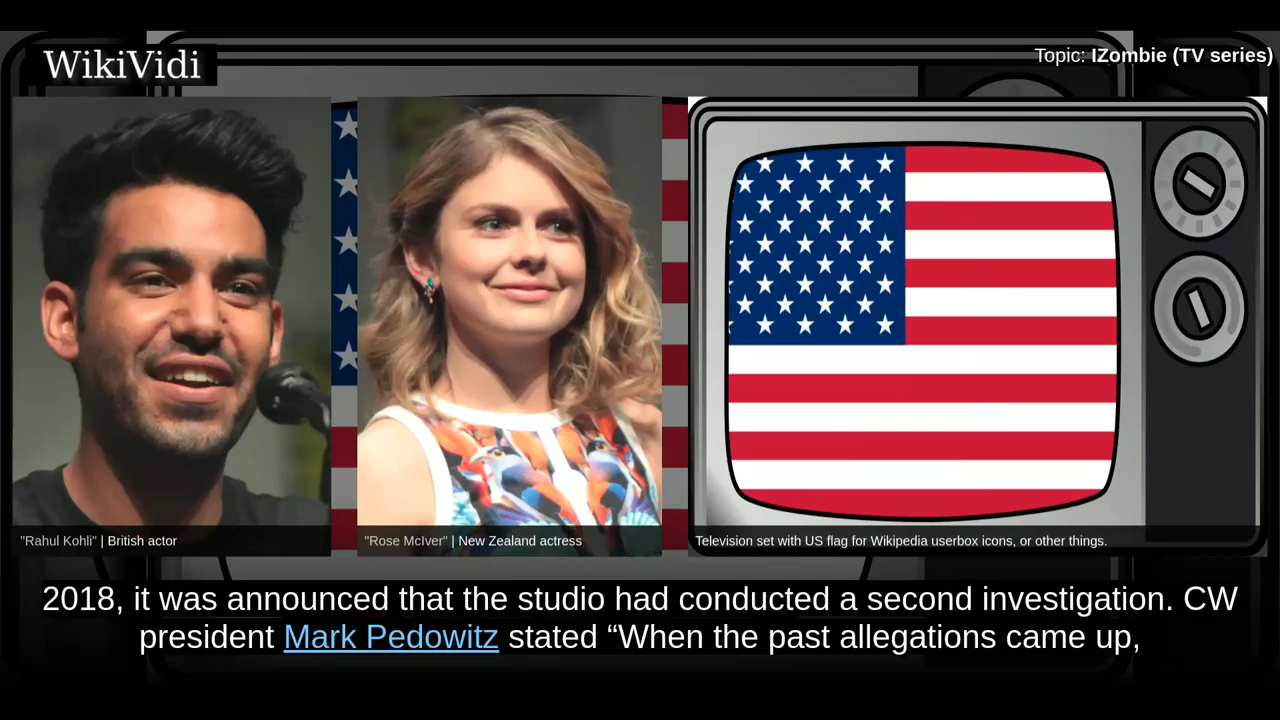 WikiVidi
Topic: IZombie (TV series)
"Rahul Kohli" | British actor
"Rose McIver" | New Zealand actress
Television set with US flag for Wikipedia userbox icons, or other things.
2018, it was announced that the studio had conducted a second investigation. CW
president Mark Pedowitz stated “When the past allegations came up,